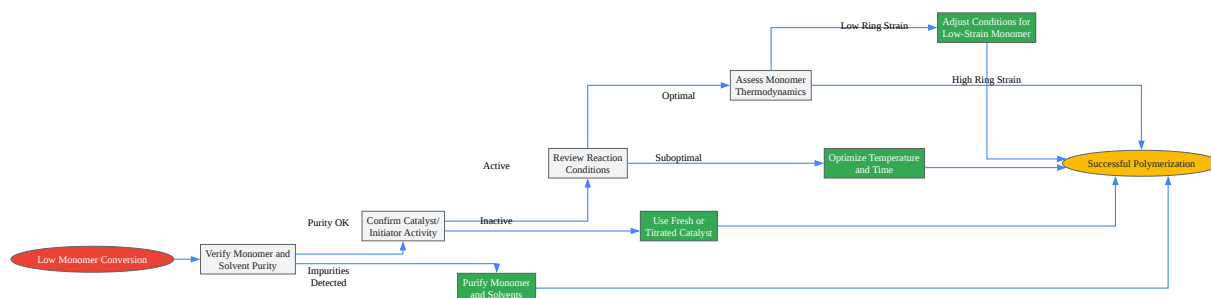 Low Ring Strain
Adjust Conditions for
Low-Strain Monomer
Assess Monomer
Thermodynamics
High Ring Strain
Optimal
Active
Review Reaction
Conditions
Suboptimal
Optimize Temperature
and Time
Successful Polymerization
Purity OK
Confirm Catalyst/
Initiator Activity
Inactive
Use Fresh or
Titrated Catalyst
Low Monomer Conversion
Verify Monomer and
Solvent Purity
Impurities
Detected
Purify Monomer
and Solvents